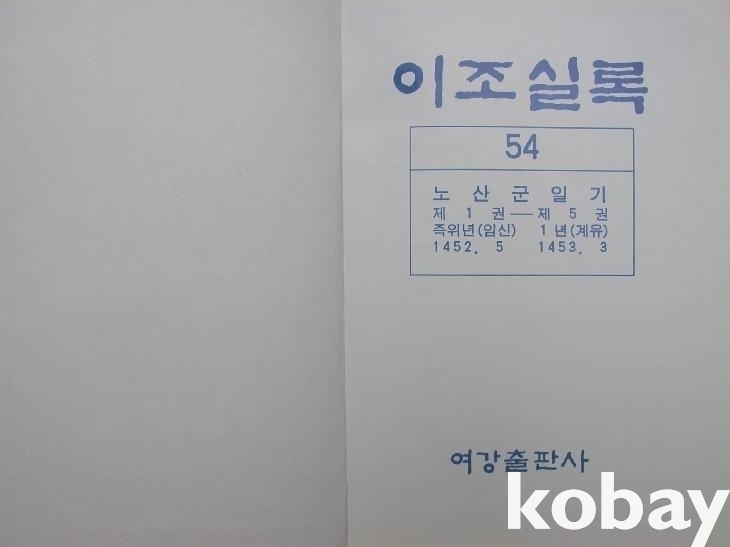 이조실록
54
노산군일기
제 1 권 — 제 5 권
즉위년(임신) 1년(계유)
1452. 5 1453. 3
여강출판사
kobay